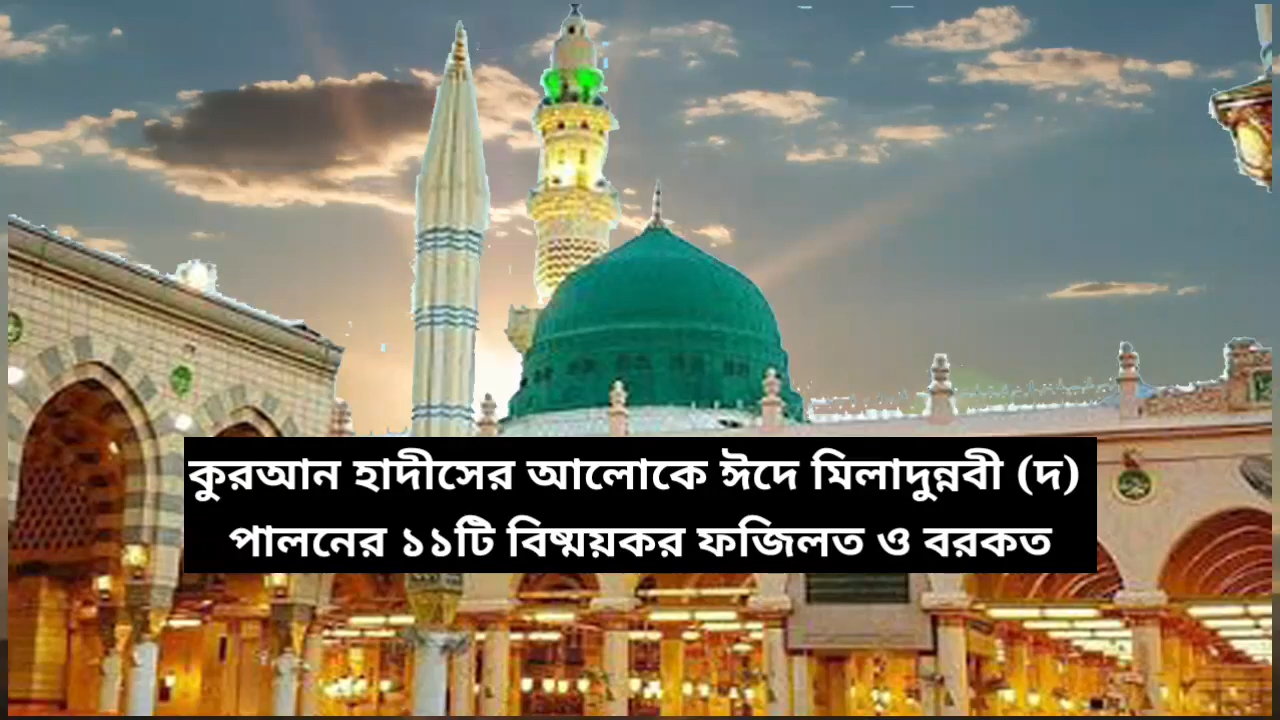 কুরআন হাদীসের আলোকে ঈদে মিলাদুন্নবী (দ)
পালনের ১১টি বিষ্ময়কর ফজিলত ও বরকত